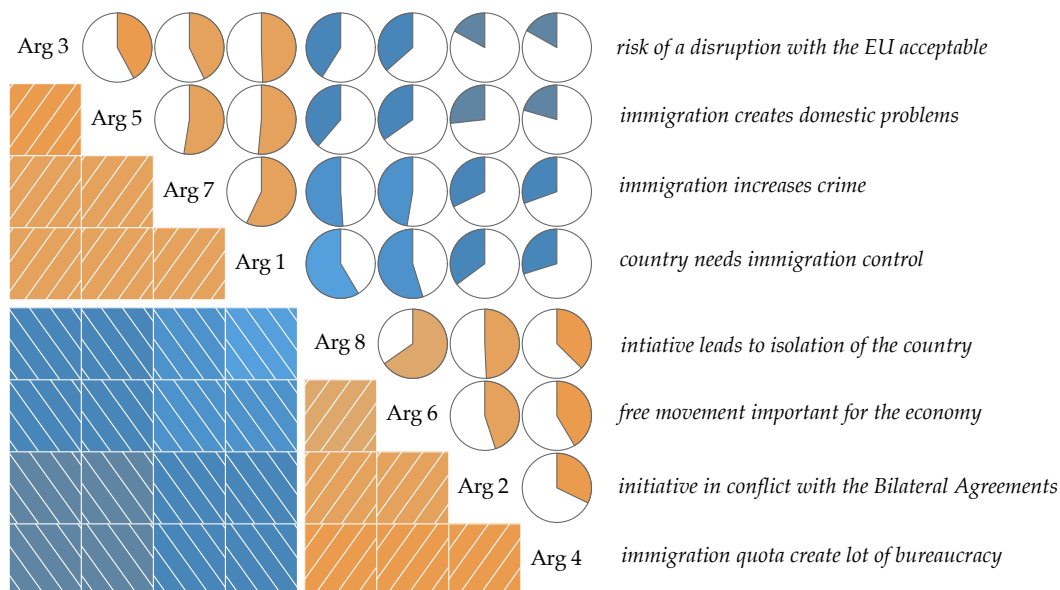 Arg 3 risk of a disruption with the EU acceptable
Arg 5 immigration creates domestic problems
Arg 7 immigration increases crime
Arg 1 country needs immigration control
Arg 8 intiative leads to isolation of the country
Arg 6 free movement important for the economy
Arg 2 initiative in conflict with the Bilateral Agreements
Arg 4 immigration quota create lot of bureaucracy